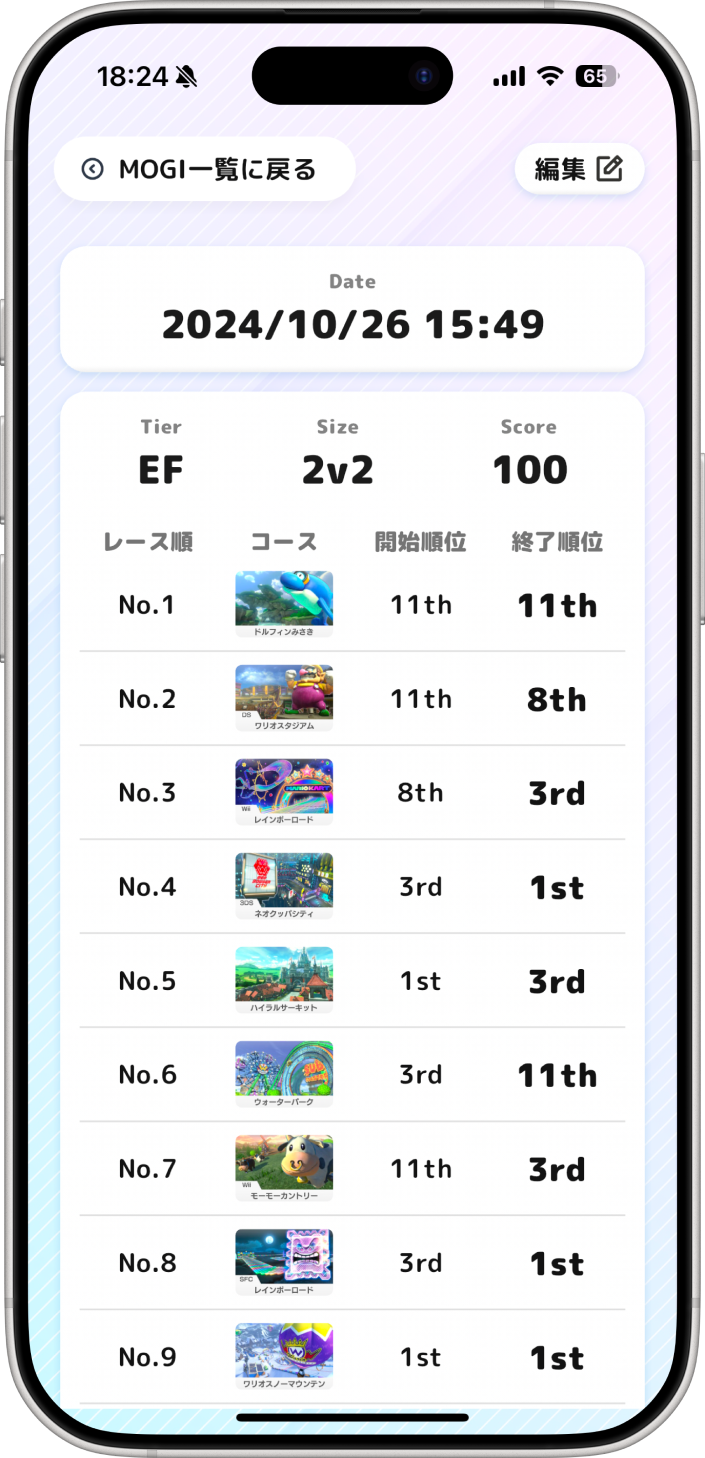 18:24 65
MOGI一覧に戻る 編集
Date
2024/10/26 15:49
Tier Size Score
EF 2v2 100
レース順 コース 開始順位 終了順位
No.1 11th 11th
ドルフィンみさき
No.2 11th 8th
DS
ワリオスタジアム
No.3 8th 3rd
MARIOKART
Wii
レインボーロード
No.4 3rd 1st
3DS
ネオクッパシティ
No.5 1st 3rd
ハイラルサーキット
No.6 3rd 11th
ウォーターパーク
No.7 11th 3rd
Wii
モーモーカントリー
No.8 3rd 1st
SFC
レインボーロード
No.9 1st 1st
W
ワリオスノーマウンテン